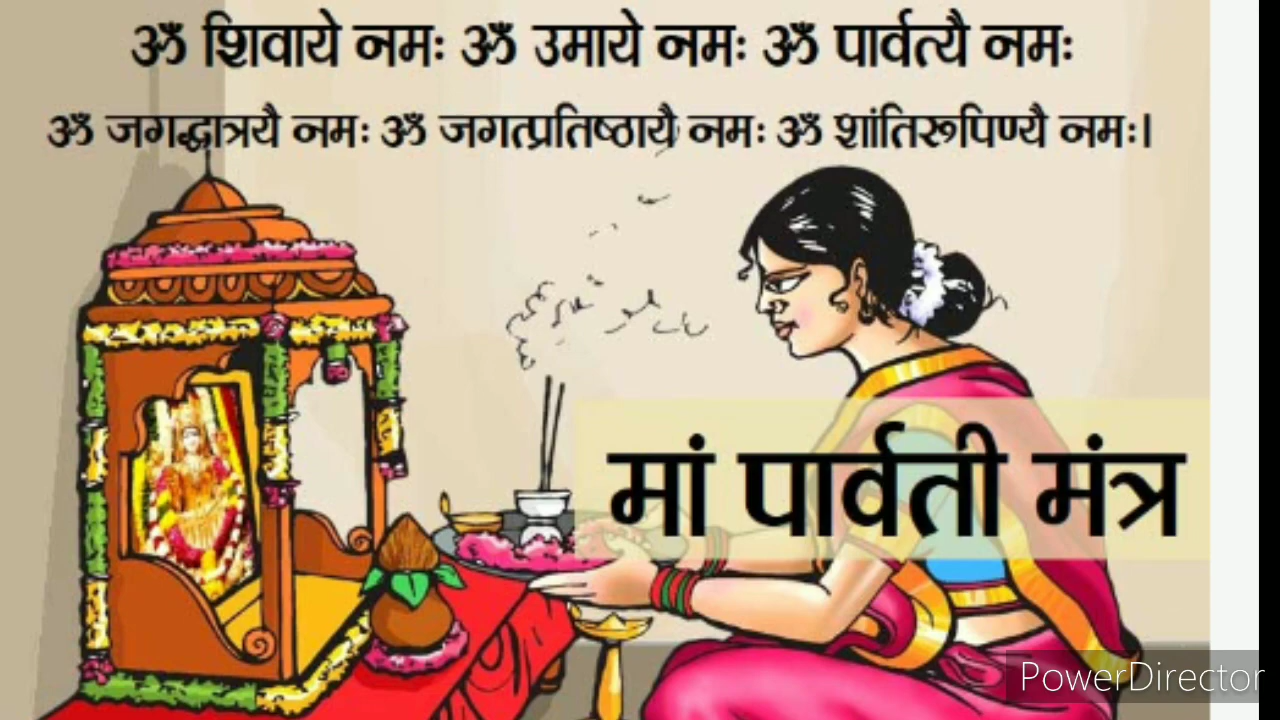 ॐ शिवाये नमः ॐ उमाये नमः ॐ पार्वत्यै नमः
ॐ जगद्धात्रयै नमः ॐ जगत्प्रतिष्ठायै नमः ॐ शांतिरूपिण्यै नमः।
मां पार्वती मंत्र
PowerDirector